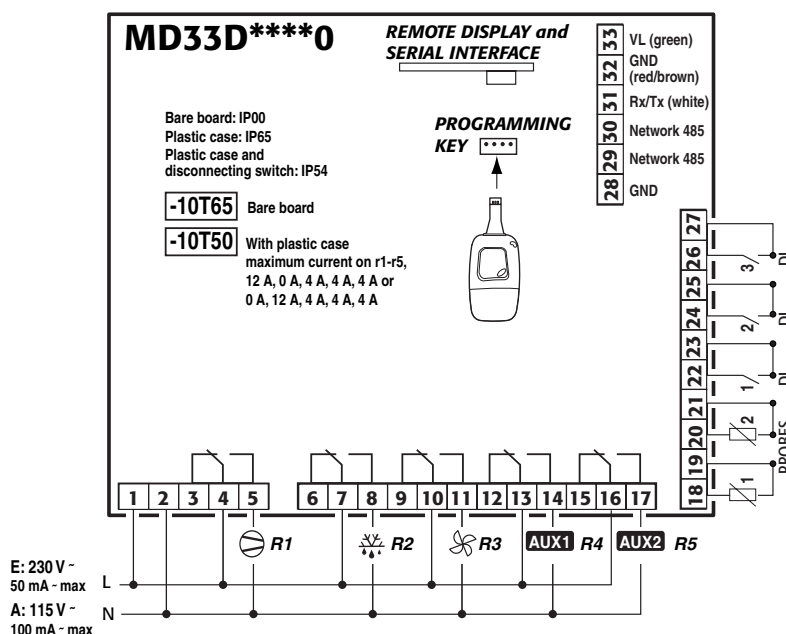 MD33D****0
REMOTE DISPLAY and
SERIAL INTERFACE
33 VL (green)
32 GND
(red/brown)
31 Rx/Tx (white)
30 Network 485
29 Network 485
28 GND
Bare board: IP00
Plastic case: IP65
Plastic case and
disconnecting switch: IP54
PROGRAMMING
KEY
-10T65 Bare board
-10T50 With plastic case
maximum current on r1-r5,
12 A, 0 A, 4 A, 4 A, 4 A or
0 A, 12 A, 4 A, 4 A, 4 A
27
26 3 DI
25
24 2 DI
23
22 1 DI
21
20 2
19 PROBES
18 1
1 2 3 4 5 6 7 8 9 10 11 12 13 14 15 16 17
R1 R2 R3 AUX1 R4 AUX2 R5
E: 230 V ~
50 mA ~ max L
A: 115 V ~ N
100 mA ~ max